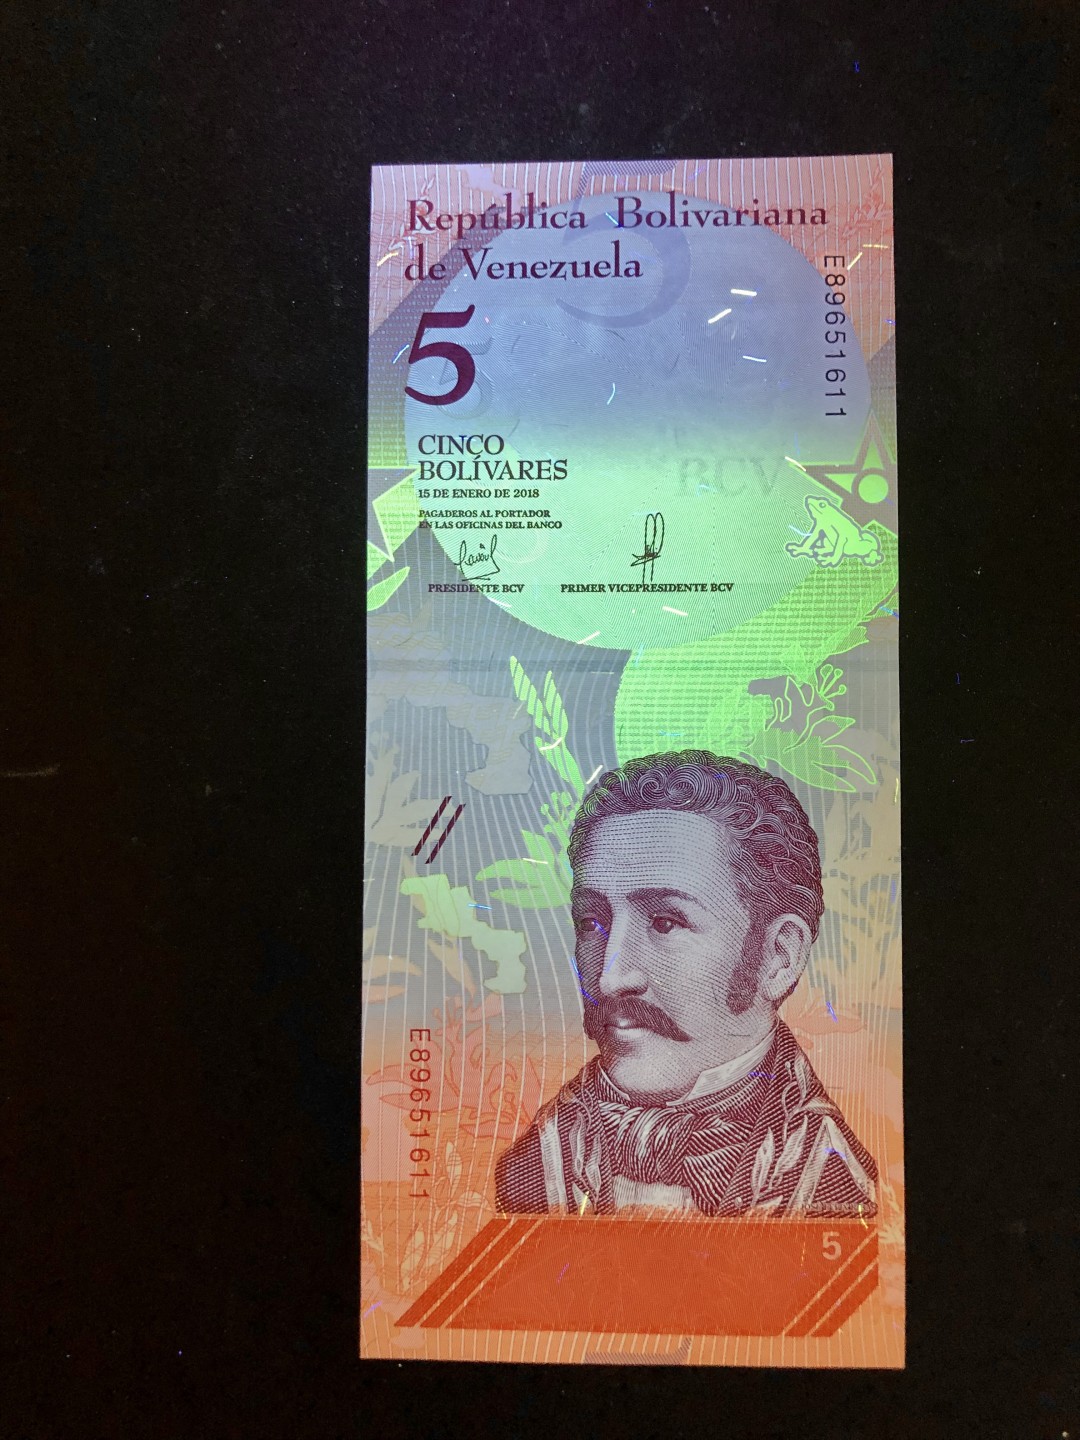 República Bolivariana
de Venezuela
5
E89651611
CINCO
BOLÍVARES
15 DE ENERO DE 2018
PAGADEROS AL PORTADOR
EN LAS OFICINAS DEL BANCO
BCV
PRESIDENTE BCV
PRIMER VICEPRESIDENTE BCV
E89651611
5